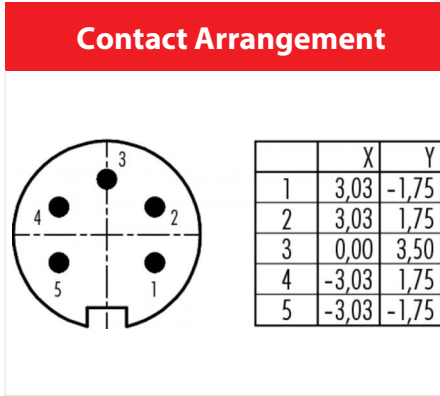 Contact Arrangement
3
4
2
5
1
X Y
1 3,03 -1,75
2 3,03 1,75
3 0,00 3,50
4 -3,03 1,75
5 -3,03 -1,75